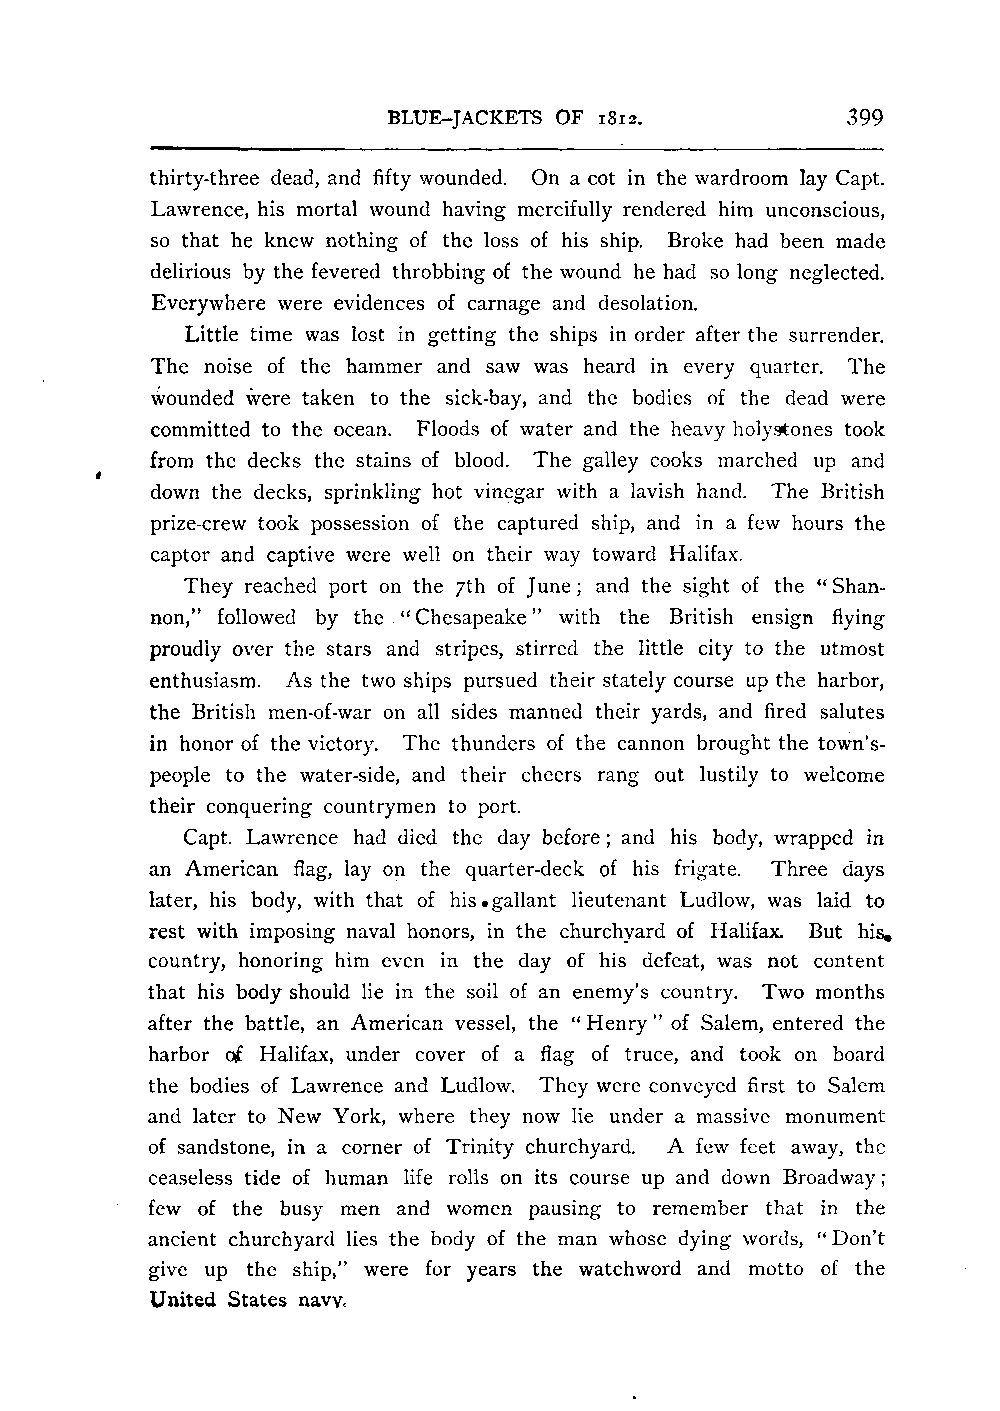 BLUE-JACKETS OF 1812. 399
thirty-three dead, and fifty wounded. On a cot in the wardroom lay Capt.
Lawrence, his mortal wound having mercifully rendered him unconscious,
so that he knew nothing of the loss of his ship. Broke had been made
delirious by the fevered throbbing of the wound he had so long neglected.
Everywhere were evidences of carnage and desolation.
Little time was lost in getting the ships in order after the surrender.
The noise of the hammer and saw was heard in every quarter. The
wounded were taken to the sick-bay, and the bodies of the dead were
committed to the ocean. Floods of water and the heavy holystones took
from the decks the stains of blood. The galley cooks marched up and
down the decks, sprinkling hot vinegar with a lavish hand. The British
prize-crew took possession of the captured ship, and in a few hours the
captor and captive were well on their way toward Halifax.
They reached port on the 7th of June; and the sight of the "Shan-
non," followed by the "Chesapeake" with the British ensign flying
proudly over the stars and stripes, stirred the little city to the utmost
enthusiasm. As the two ships pursued their stately course up the harbor,
the British men-of-war on all sides manned their yards, and fired salutes
in honor of the victory. The thunders of the cannon brought the town's-
people to the water-side, and their cheers rang out lustily to welcome
their conquering countrymen to port.
Capt. Lawrence had died the day before; and his body, wrapped in
an American flag, lay on the quarter-deck of his frigate. Three days
later, his body, with that of his gallant lieutenant Ludlow, was laid to
rest with imposing naval honors, in the churchyard of Halifax. But his
country, honoring him even in the day of his defeat, was not content
that his body should lie in the soil of an enemy's country. Two months
after the battle, an American vessel, the "Henry" of Salem, entered the
harbor of Halifax, under cover of a flag of truce, and took on board
the bodies of Lawrence and Ludlow. They were conveyed first to Salem
and later to New York, where they now lie under a massive monument
of sandstone, in a corner of Trinity churchyard. A few feet away, the
ceaseless tide of human life rolls on its course up and down Broadway;
few of the busy men and women pausing to remember that in the
ancient churchyard lies the body of the man whose dying words, "Don't
give up the ship," were for years the watchword and motto of the
United States navy.